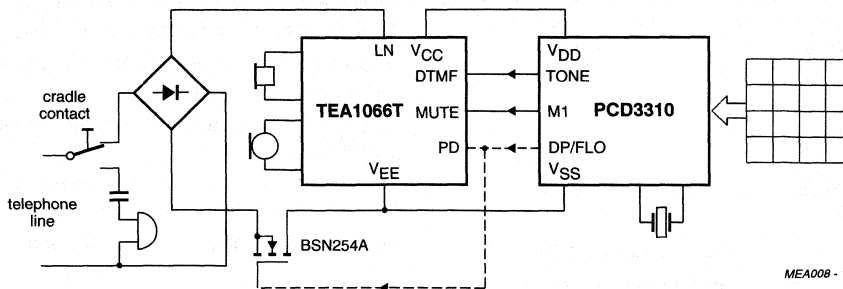 LN
VCC
VDD
DTMF
TONE
cradle
contact
TEA1066T
MUTE
M1
PCD3310
PD
DP/FLO
VEE
VSS
telephone
line
BSN254A
MEA008 -